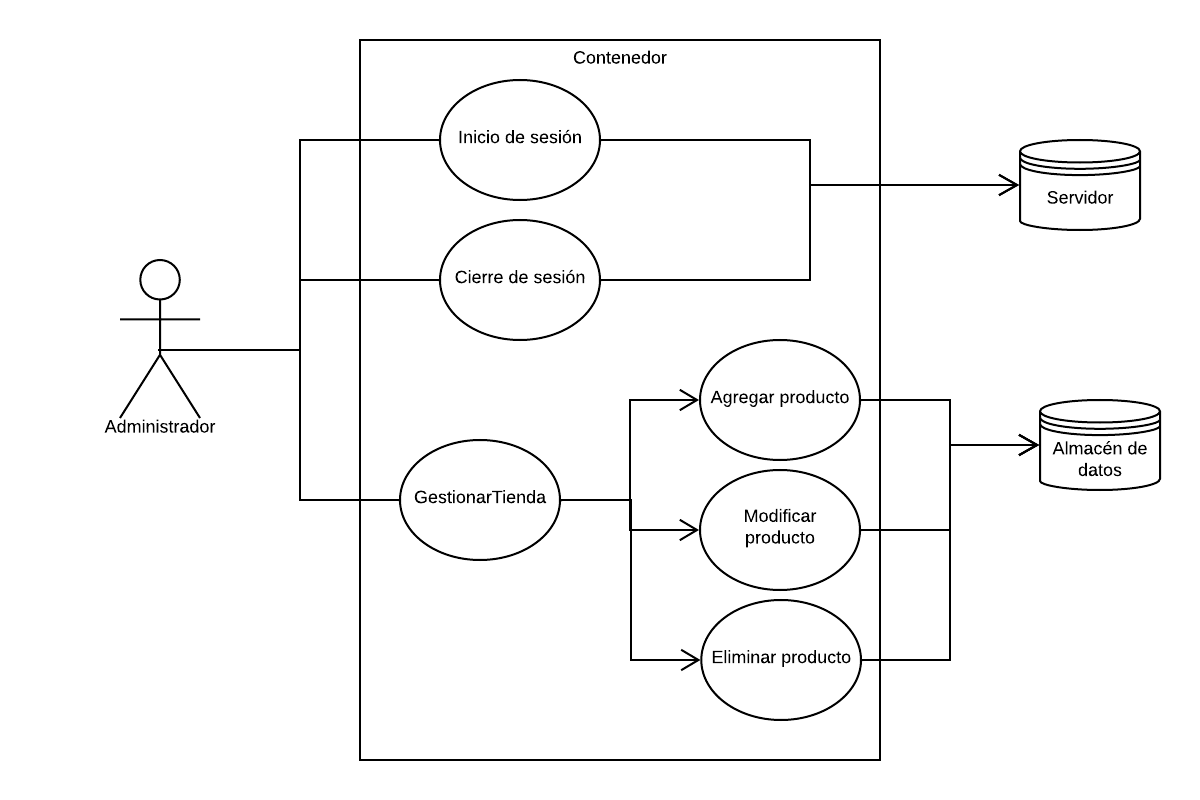 Contenedor
Inicio de sesión
Servidor
Cierre de sesión
Administrador
Agregar producto
Almacén de
datos
GestionarTienda
Modificar
producto
Eliminar producto